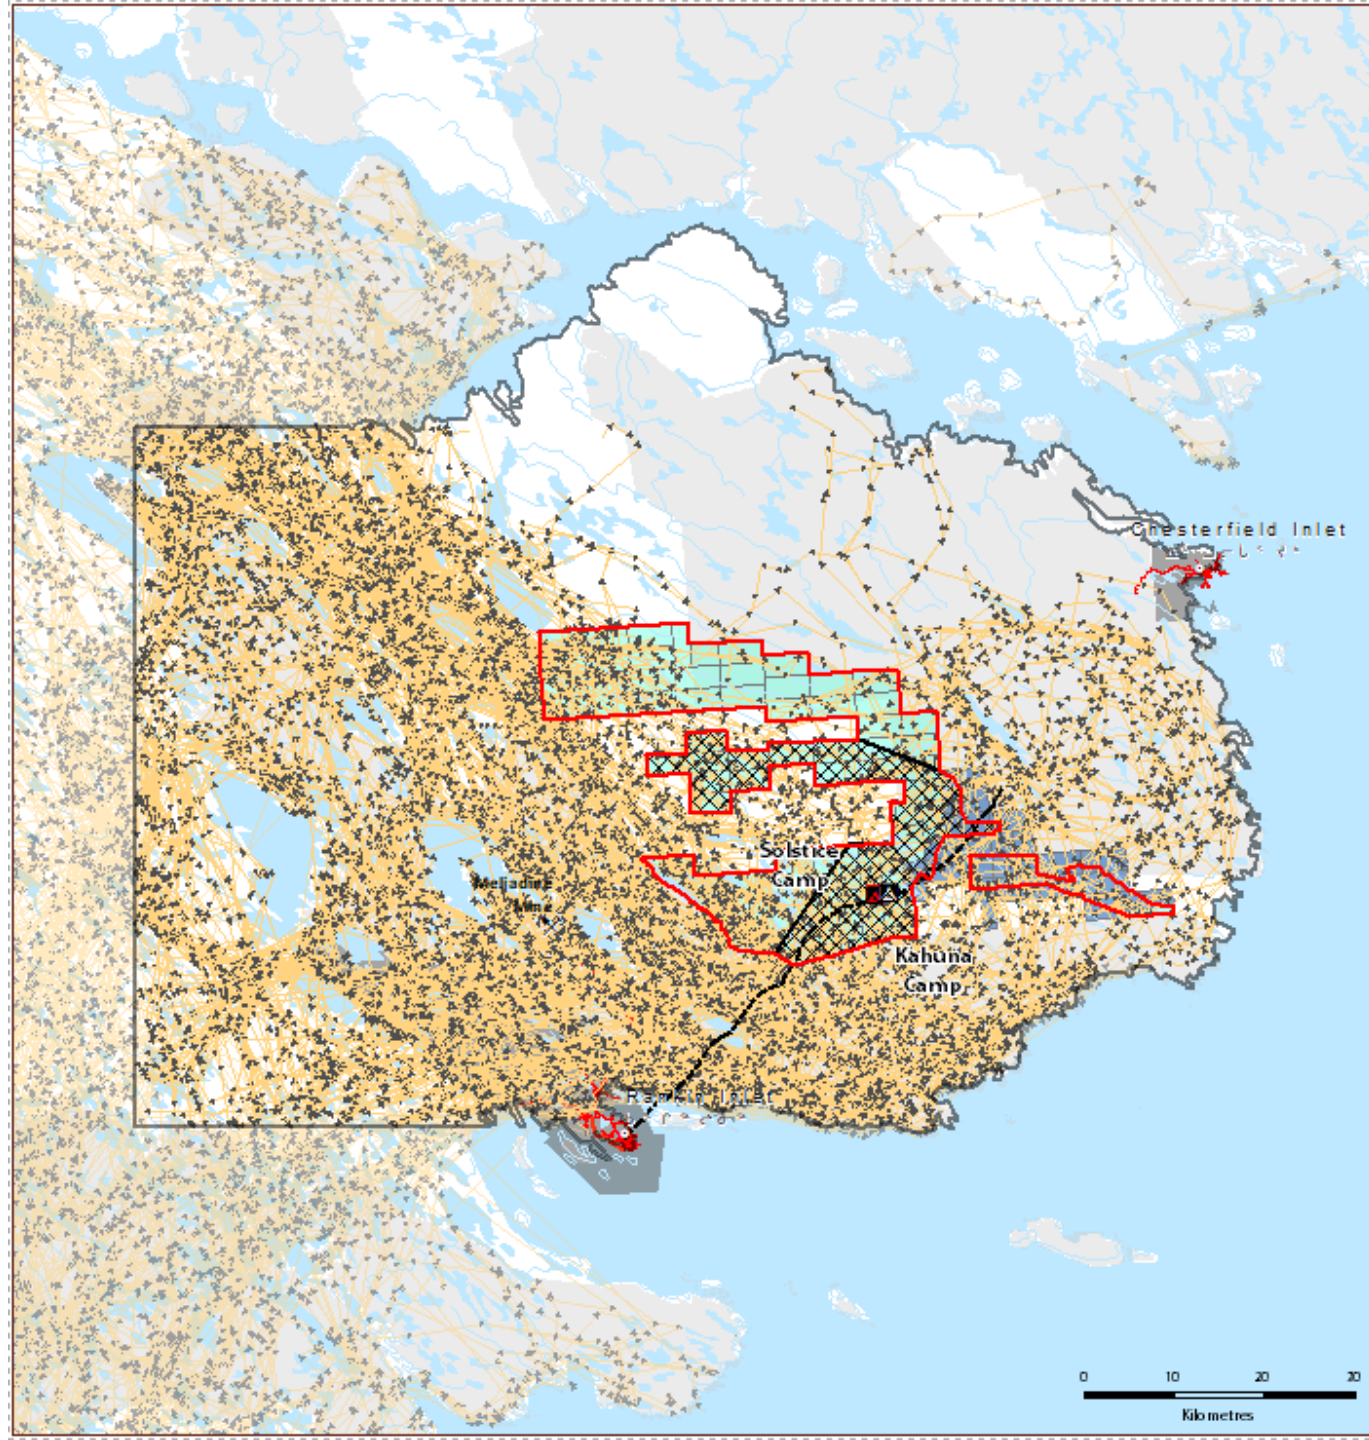 Chesterfield Inlet
Solstice
Camp
Meliadine
Mine
Kahuna
Camp
Rankin Inlet
0 10 20 30
Kilometres